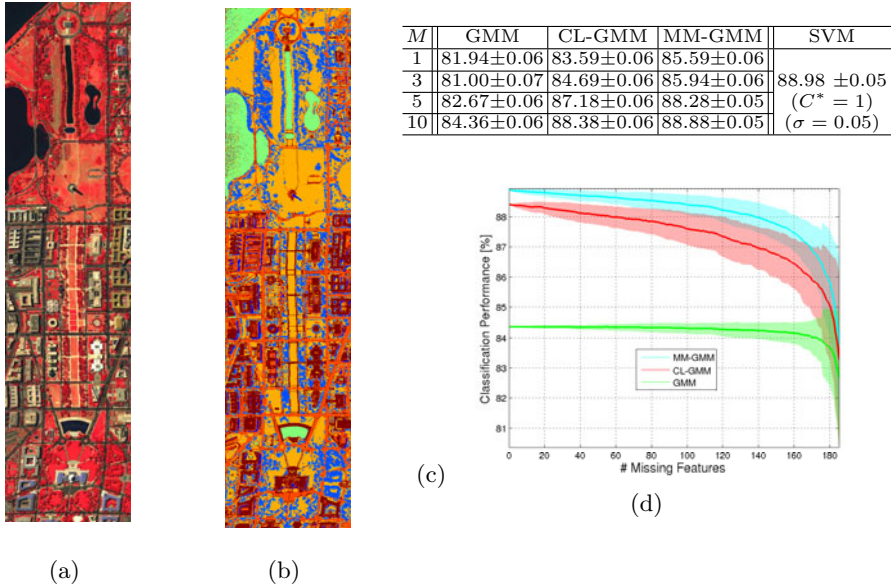 M GMM CL-GMM MM-GMM SVM
1 81.94±0.06 83.59±0.06 85.59±0.06
3 81.00±0.07 84.69±0.06 85.94±0.06 88.98 ±0.05
5 82.67±0.06 87.18±0.06 88.28±0.05 (C* = 1)
10 84.36±0.06 88.38±0.06 88.88±0.05 (σ = 0.05)
88
87
86
85
84
83
82
81
Classification Performance [%]
MM-GMM
CL-GMM
GMM
0 20 40 60 80 100 120 140 160 180
# Missing Features
(c)
(d)
(a)
(b)